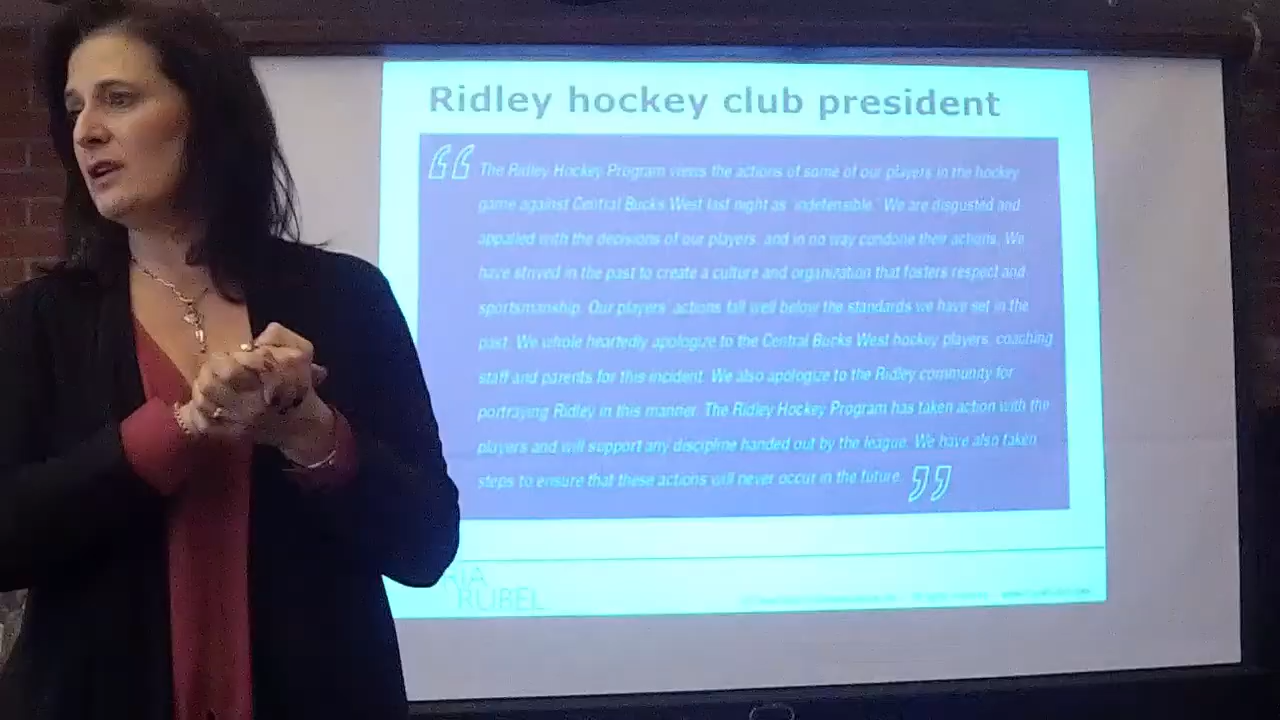 Ridley hockey club president
“ The Ridley Hockey Program views the actions of some of our players in the hockey
game against Central Bucks West last night as 'indefensible.' We are disgusted and
appalled with the decisions of our players, and in no way condone their actions. We
have strived in the past to create a culture and organization that fosters respect and
sportsmanship. Our players' actions fall well below the standards we have set in the
past. We whole heartedly apologize to the Central Bucks West hockey players, coaching
staff and parents for this incident. We also apologize to the Ridley community for
portraying Ridley in this manner. The Ridley Hockey Program has taken action with the
players and will support any discipline handed out by the league. We have also taken
steps to ensure that these actions will never occur in the future. ”
RUBEL